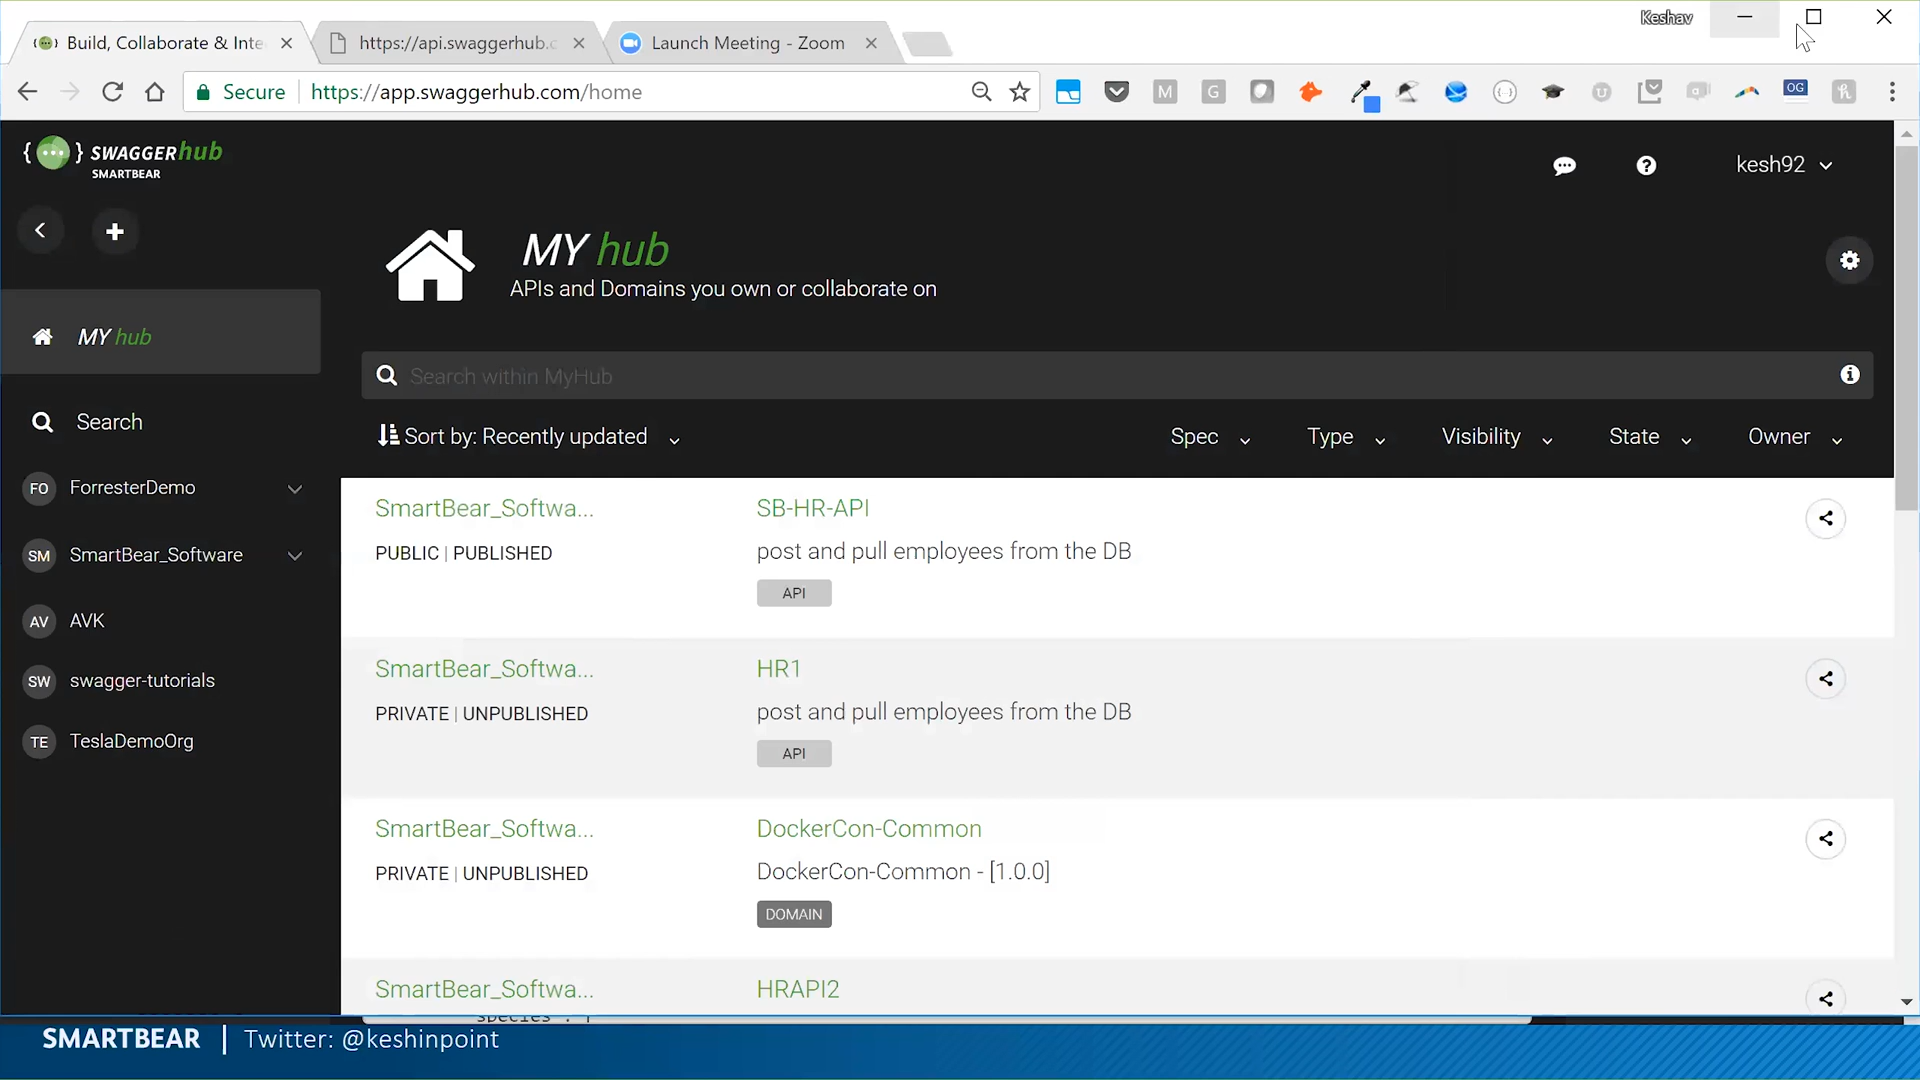 Keshav
Build, Collaborate & Inte
https://api.swaggerhub.c
Launch Meeting - Zoom
Secure
https://app.swaggerhub.com/home
M
G
OG
SWAGGERhub
SMARTBEAR
kesh92
MY hub
APIs and Domains you own or collaborate on
MY hub
Search within MyHub
Search
Sort by: Recently updated
Spec
Type
Visibility
State
Owner
FO ForresterDemo
SM SmartBear_Software
AV AVK
SW swagger-tutorials
TE TeslaDemoOrg
SmartBear_Softwa...
SB-HR-API
PUBLIC | PUBLISHED
post and pull employees from the DB
API
SmartBear_Softwa...
HR1
PRIVATE | UNPUBLISHED
post and pull employees from the DB
API
SmartBear_Softwa...
DockerCon-Common
PRIVATE | UNPUBLISHED
DockerCon-Common - [1.0.0]
DOMAIN
SmartBear_Softwa...
HRAPI2
SMARTBEAR | Twitter: @keshinpoint